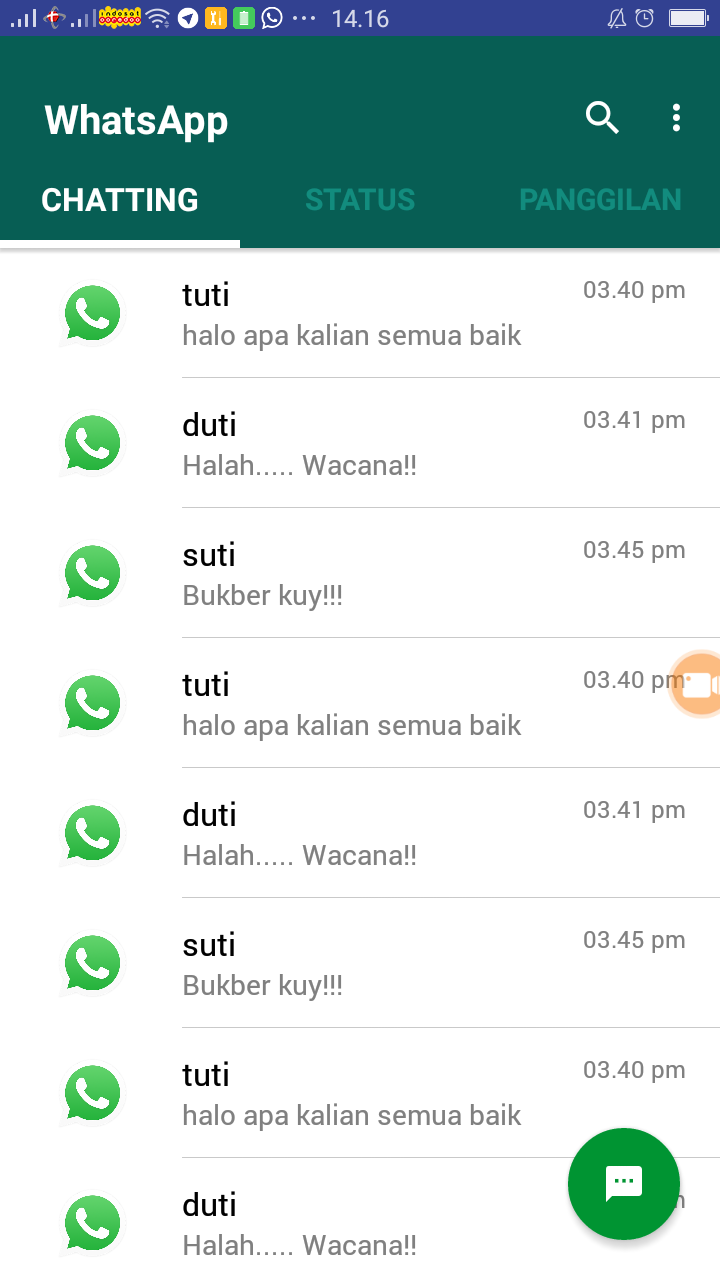 indosat
ooredoo
14.16
WhatsApp
CHATTING STATUS PANGGILAN
tuti 03.40 pm
halo apa kalian semua baik
duti 03.41 pm
Halah..... Wacana!!
suti 03.45 pm
Bukber kuy!!!
tuti 03.40 pm
halo apa kalian semua baik
duti 03.41 pm
Halah..... Wacana!!
suti 03.45 pm
Bukber kuy!!!
tuti 03.40 pm
halo apa kalian semua baik
duti
Halah..... Wacana!!